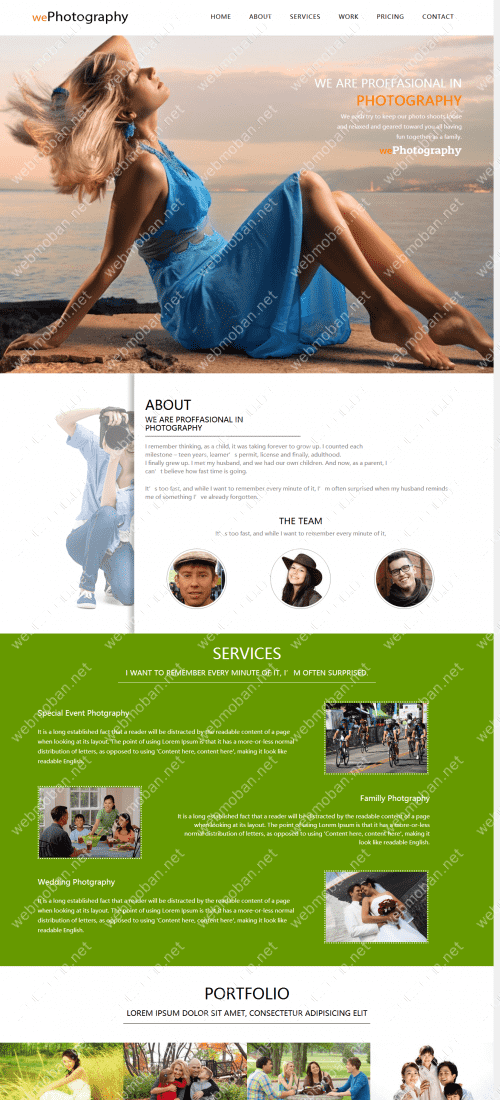 wePhotography
HOME ABOUT SERVICES WORK PRICING CONTACT
WE ARE PROFFASIONAL IN
PHOTOGRAPHY
Weould try to keep our photo shoots loose
and relaxed and geared toward you all having
fun together as a family.
wePhotography
ABOUT
WE ARE PROFFASIONAL IN
PHOTOGRAPHY
I remember thinking, as a child, it was taking forever to grow up. I counted each
milestone – teen years, learner's permit, license and finally, adulthood.
I finally grew up. I met my husband, and we had our own children. And now, as a parent, I
can't believe how fast time is going.
It's too fast, and while I want to remember every minute of it, I'm often surprised when my husband reminds
me of something I've already forgotten.
THE TEAM
It's too fast, and while I want to remember every minute of it,
SERVICES
I WANT TO REMEMBER EVERY MINUTE OF IT, I'M OFTEN SURPRISED
Special Event Photgraphy
It is a long established fact that a reader will be distracted by the readable content of a page
when looking at its layout. The point of using Lorem Ipsum is that it has a more-or-less normal
distribution of letters, as opposed to using 'Content here, content here', making it look like
readable English.
Familly Photgraphy
It is a long established fact that a reader will be distracted by the readable content of a page
when looking at its layout. The point of using Lorem Ipsum is that it has a more-or-less
normal distribution of letters, as opposed to using 'Content here, content here', making it
look like readable English.
Wedding Photgraphy
It is a long established fact that a reader will be distracted by the readable content of a page
when looking at its layout. The point of using Lorem Ipsum is that it has a more-or-less normal
distribution of letters, as opposed to using 'Content here, content here', making it look like
readable English.
PORTFOLIO
LOREM IPSUM DOLOR SIT AMET, CONSECTETUR ADIPISICING ELIT
webmoban.net